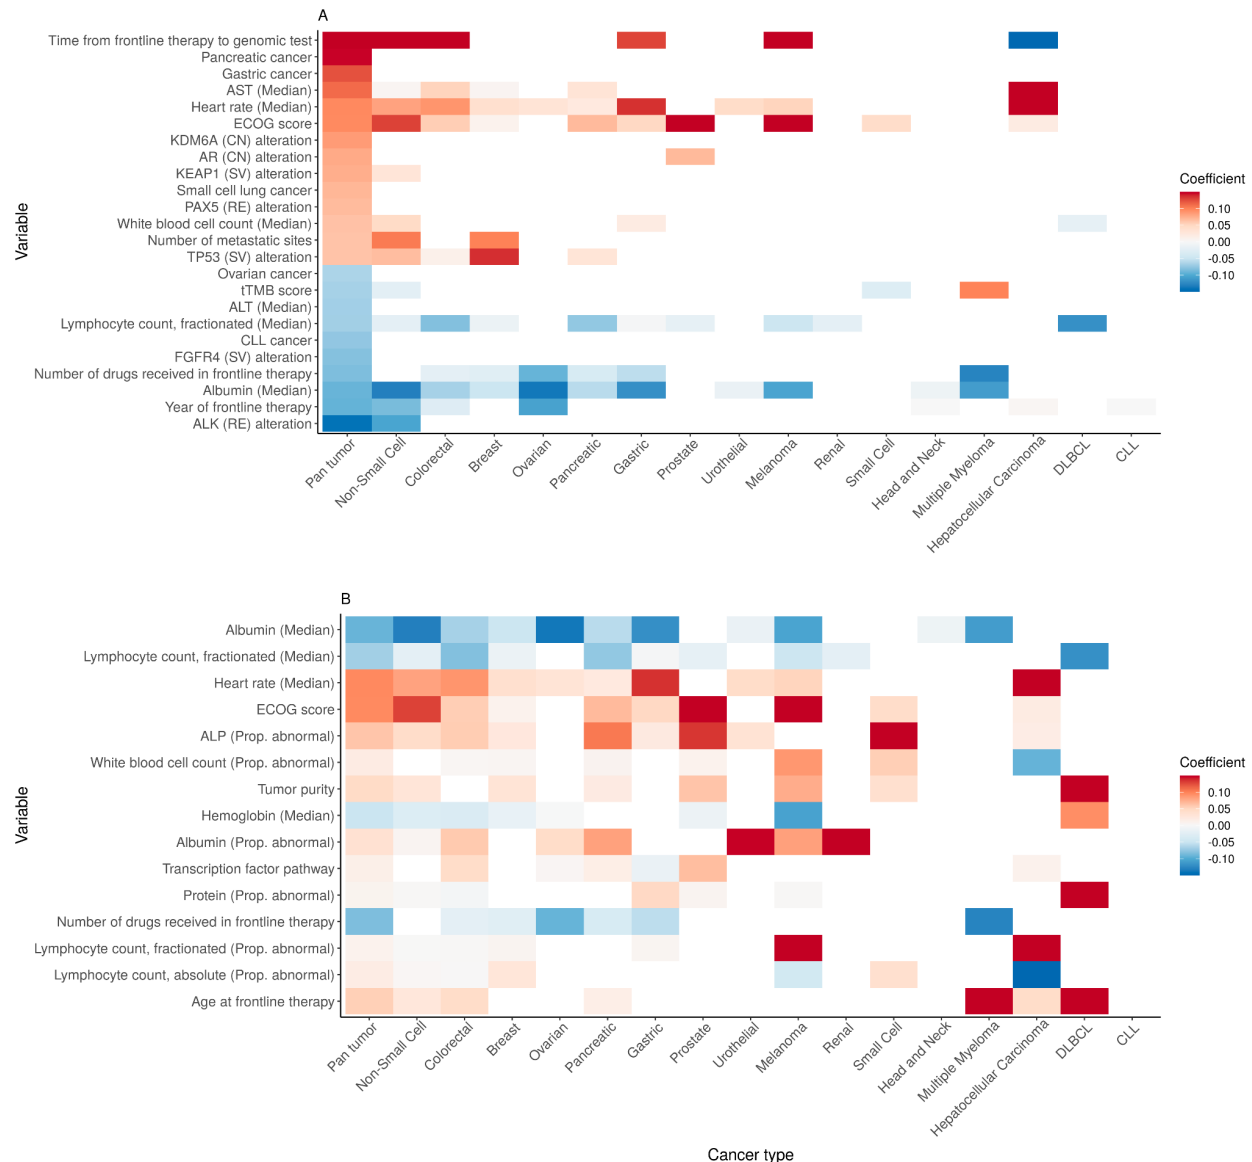 A
Variable
Time from frontline therapy to genomic test
Pancreatic cancer
Gastric cancer
AST (Median)
Heart rate (Median)
ECOG score
KDM6A (CN) alteration
AR (CN) alteration
KEAP1 (SV) alteration
Small cell lung cancer
PAX5 (RE) alteration
White blood cell count (Median)
Number of metastatic sites
TP53 (SV) alteration
Ovarian cancer
tTMB score
ALT (Median)
Lymphocyte count, fractionated (Median)
CLL cancer
FGFR4 (SV) alteration
Number of drugs received in frontline therapy
Albumin (Median)
Year of frontline therapy
ALK (RE) alteration
Pan tumor
Non-Small Cell
Colorectal
Breast
Ovarian
Pancreatic
Gastric
Prostate
Urothelial
Melanoma
Renal
Small Cell
Head and Neck
Multiple Myeloma
Hepatocellular Carcinoma
DLBCL
CLL
Coefficient
0.10
0.05
0.00
-0.05
-0.10
B
Variable
Albumin (Median)
Lymphocyte count, fractionated (Median)
Heart rate (Median)
ECOG score
ALP (Prop. abnormal)
White blood cell count (Prop. abnormal)
Tumor purity
Hemoglobin (Median)
Albumin (Prop. abnormal)
Transcription factor pathway
Protein (Prop. abnormal)
Number of drugs received in frontline therapy
Lymphocyte count, fractionated (Prop. abnormal)
Lymphocyte count, absolute (Prop. abnormal)
Age at frontline therapy
Pan tumor
Non-Small Cell
Colorectal
Breast
Ovarian
Pancreatic
Gastric
Prostate
Urothelial
Melanoma
Renal
Small Cell
Head and Neck
Multiple Myeloma
Hepatocellular Carcinoma
DLBCL
CLL
Cancer type
Coefficient
0.10
0.05
0.00
-0.05
-0.10